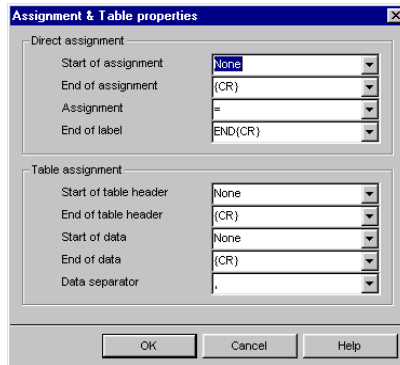 Assignment & Table properties
Direct assignment
Start of assignment None
End of assignment {CR}
Assignment =
End of label END{CR}
Table assignment
Start of table header None
End of table header {CR}
Start of data None
End of data {CR}
Data separator ,
OK Cancel Help